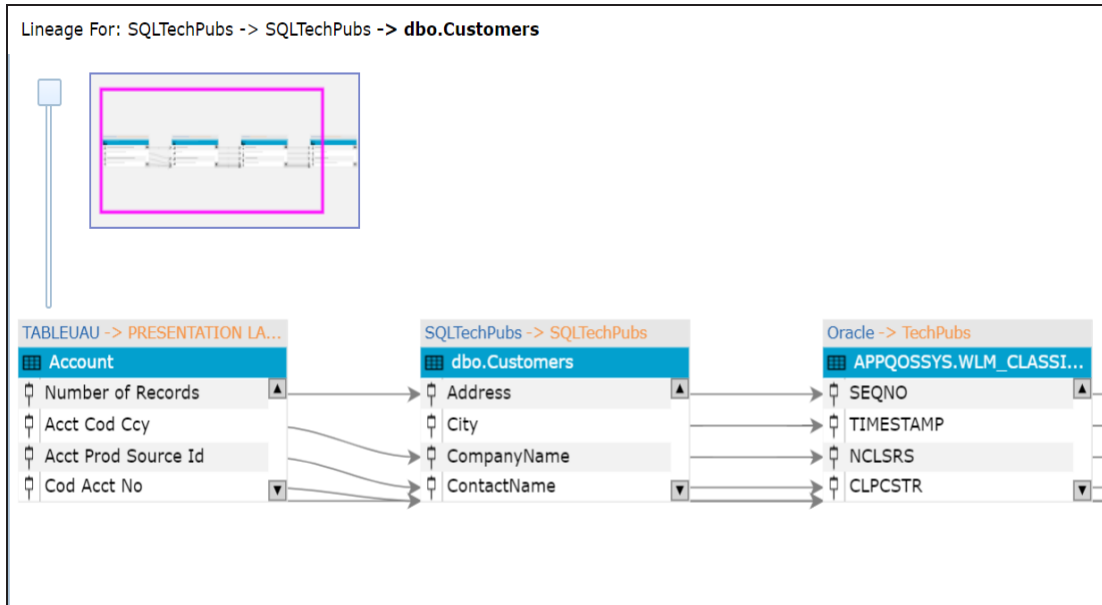 Lineage For: SQLTechPubs -> SQLTechPubs -> dbo.Customers
TABLEUAU -> PRESENTATION LA...
Account
Number of Records
Acct Cod Ccy
Acct Prod Source Id
Cod Acct No
SQLTechPubs -> SQLTechPubs
dbo.Customers
Address
City
CompanyName
ContactName
Oracle -> TechPubs
APPQOSSYS.WLM_CLASSI...
SEQNO
TIMESTAMP
NCLSRS
CLPCSTR